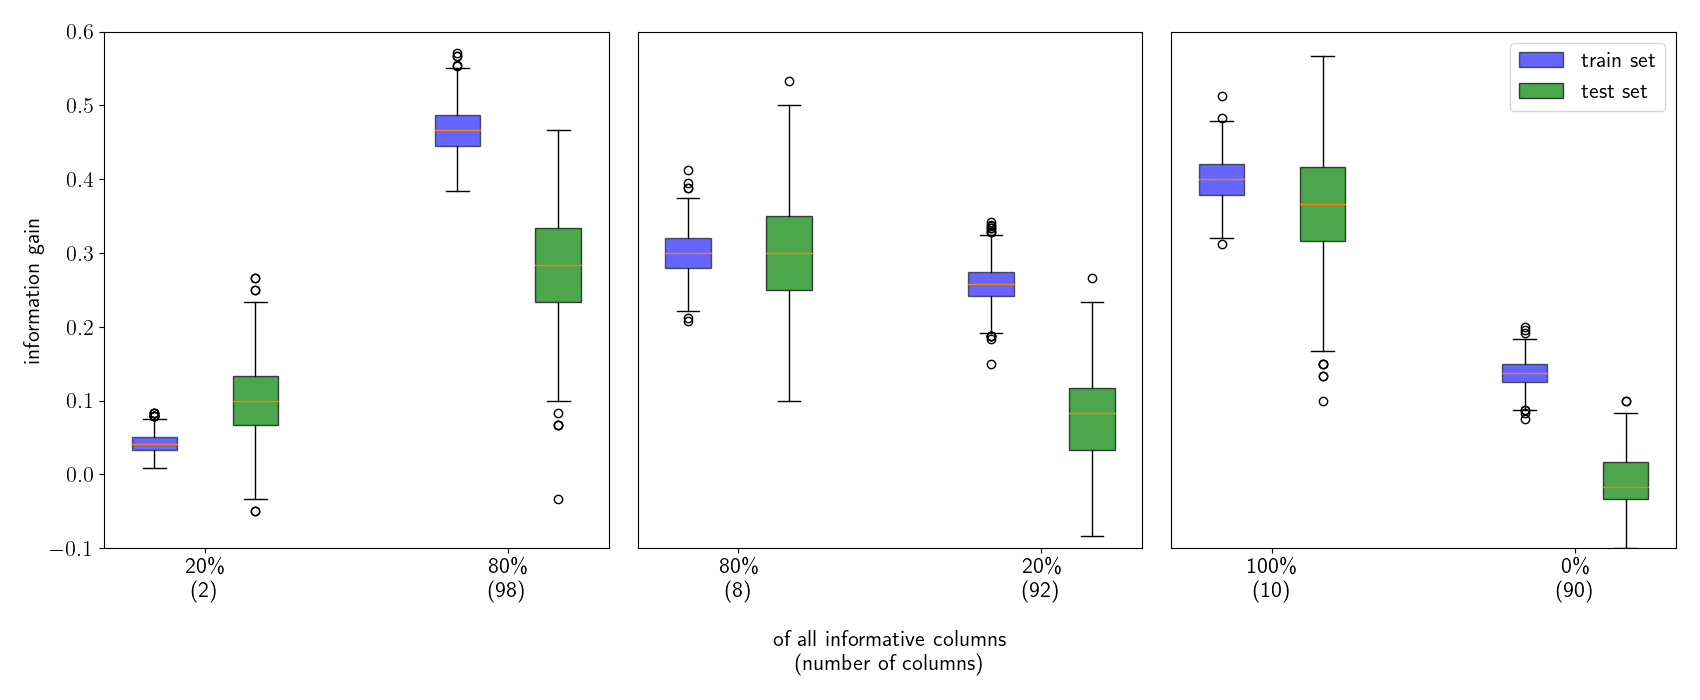 0.6
0.5
0.4
0.3
0.2
0.1
0.0
−0.1
information gain
train set
test set
20% 80% 80% 20% 100% 0%
(2) (98) (8) (92) (10) (90)
of all informative columns
(number of columns)